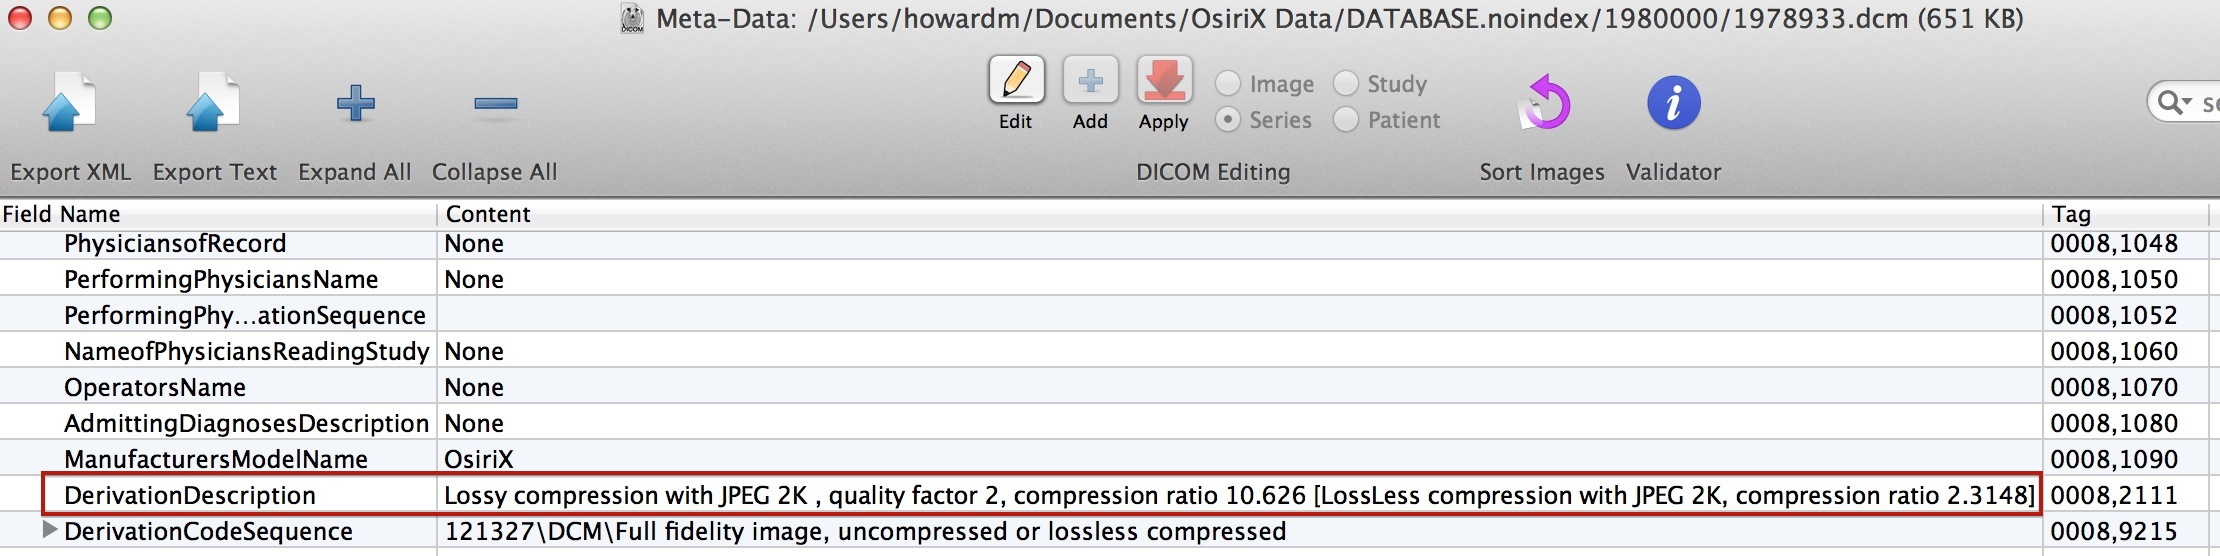 Meta-Data: /Users/howardm/Documents/OsiriX Data/DATABASE.noindex/1980000/1978933.dcm (651 KB)
Image Study
Edit Add Apply Series Patient
Export XML Export Text Expand All Collapse All DICOM Editing Sort Images Validator
Field Name Content Tag
PhysiciansofRecord None 0008,1048
PerformingPhysiciansName None 0008,1050
PerformingPhy...ationSequence 0008,1052
NameofPhysiciansReadingStudy None 0008,1060
OperatorsName None 0008,1070
AdmittingDiagnosesDescription None 0008,1080
ManufacturersModelName OsiriX 0008,1090
DerivationDescription Lossy compression with JPEG 2K , quality factor 2, compression ratio 10.626 [LossLess compression with JPEG 2K, compression ratio 2.3148] 0008,2111
DerivationCodeSequence 121327\DCM\Full fidelity image, uncompressed or lossless compressed 0008,9215